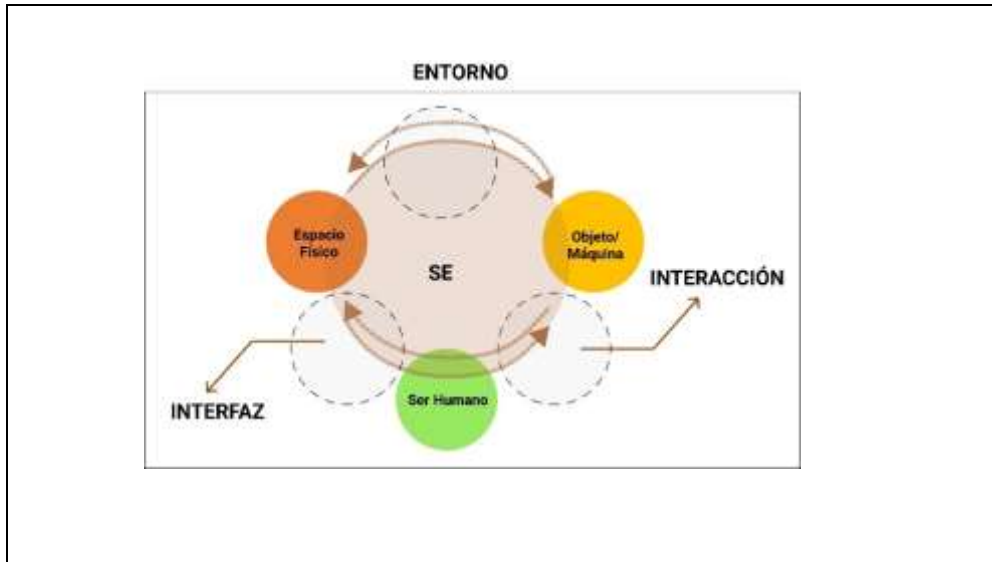 ENTORNO
Espacio
Físico
Objeto/
Máquina
SE
INTERACCIÓN
INTERFAZ
Ser Humano